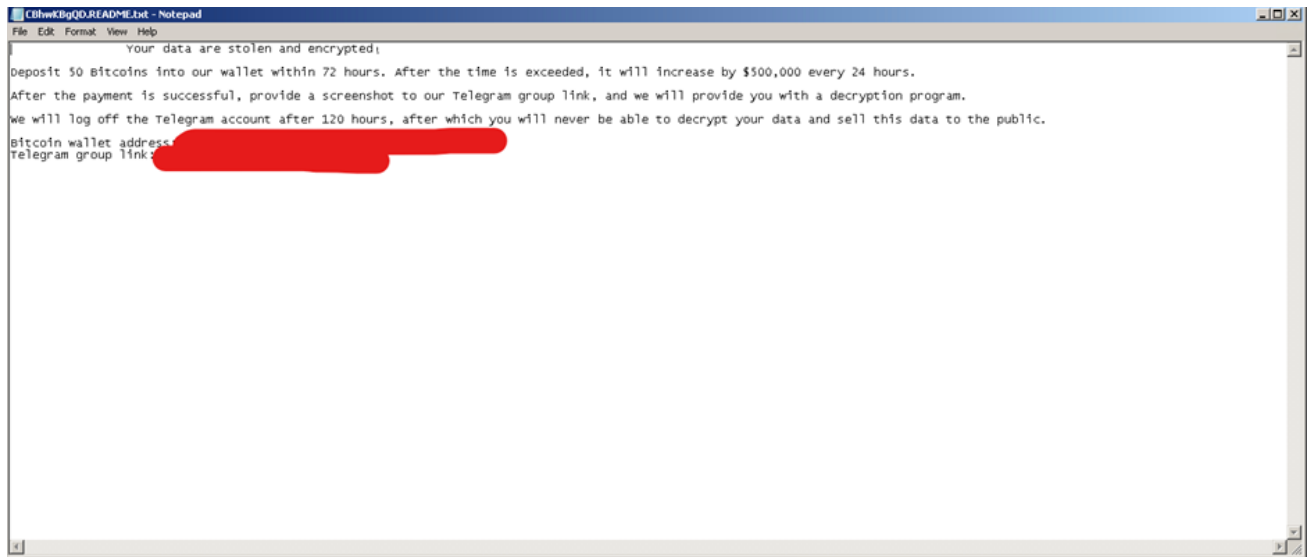 CBhwKBgQD.README.txt - Notepad
File Edit Format View Help
Your data are stolen and encrypted!
Deposit 50 Bitcoins into our wallet within 72 hours. After the time is exceeded, it will increase by $500,000 every 24 hours.
After the payment is successful, provide a screenshot to our Telegram group link, and we will provide you with a decryption program.
We will log off the Telegram account after 120 hours, after which you will never be able to decrypt your data and sell this data to the public.
Bitcoin wallet address:
Telegram group link: